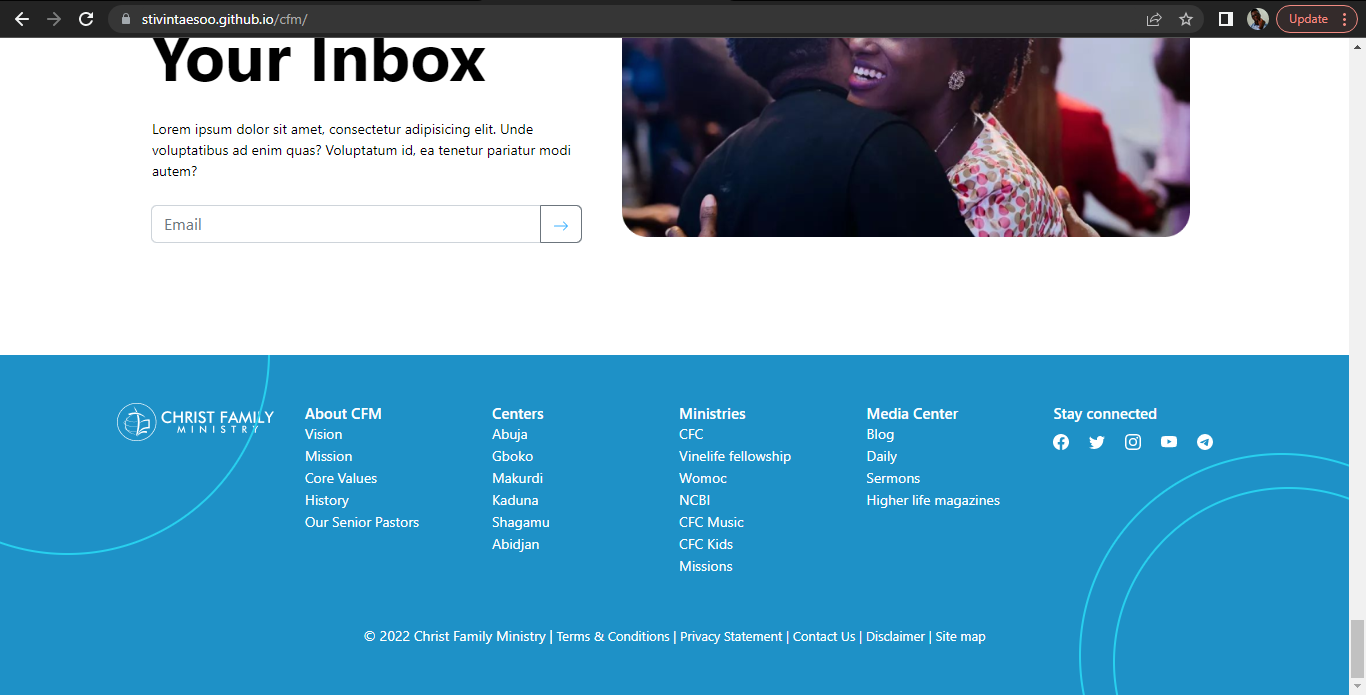 stivintaesoo.github.io/cfm/
Update
Your Inbox
Lorem ipsum dolor sit amet, consectetur adipisicing elit. Unde
voluptatibus ad enim quas? Voluptatum id, ea tenetur pariatur modi
autem?
Email
CHRIST FAMILY
MINISTRY
About CFM
Vision
Mission
Core Values
History
Our Senior Pastors
Centers
Abuja
Gboko
Makurdi
Kaduna
Shagamu
Abidjan
Ministries
CFC
Vinelife fellowship
Womoc
NCBI
CFC Music
CFC Kids
Missions
Media Center
Blog
Daily
Sermons
Higher life magazines
Stay connected
© 2022 Christ Family Ministry | Terms & Conditions | Privacy Statement | Contact Us | Disclaimer | Site map